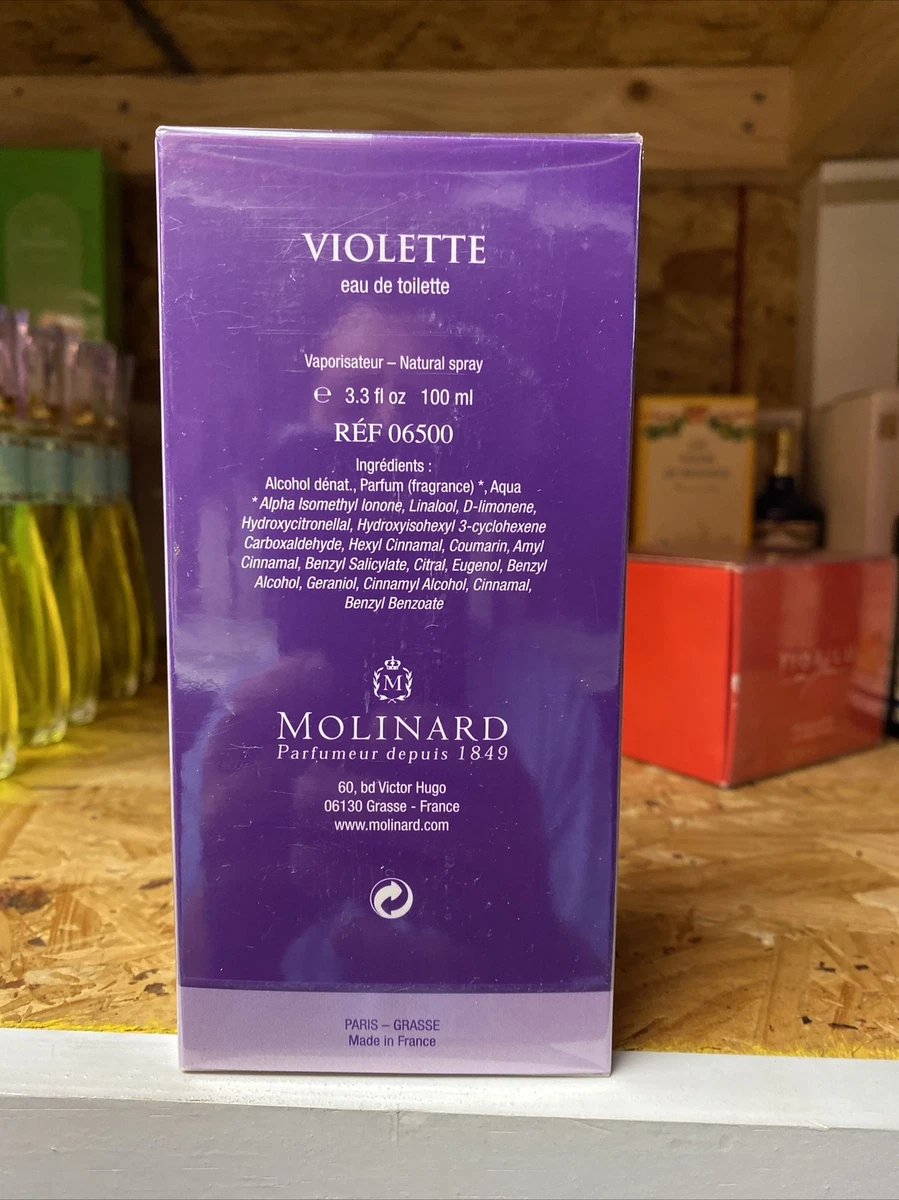 VIOLETTE
eau de toilette
Vaporisateur – Natural spray
℮ 3.3 fl oz 100 ml
RÉF 06500
Ingrédients :
Alcohol dénat., Parfum (fragrance) *, Aqua
* Alpha Isomethyl Ionone, Linalool, D-limonene,
Hydroxycitronellal, Hydroxyisohexyl 3-cyclohexene
Carboxaldehyde, Hexyl Cinnamal, Coumarin, Amyl
Cinnamal, Benzyl Salicylate, Citral, Eugenol, Benzyl
Alcohol, Geraniol, Cinnamyl Alcohol, Cinnamal,
Benzyl Benzoate
M
MOLINARD
Parfumeur depuis 1849
60, bd Victor Hugo
06130 Grasse - France
www.molinard.com
PARIS – GRASSE
Made in France